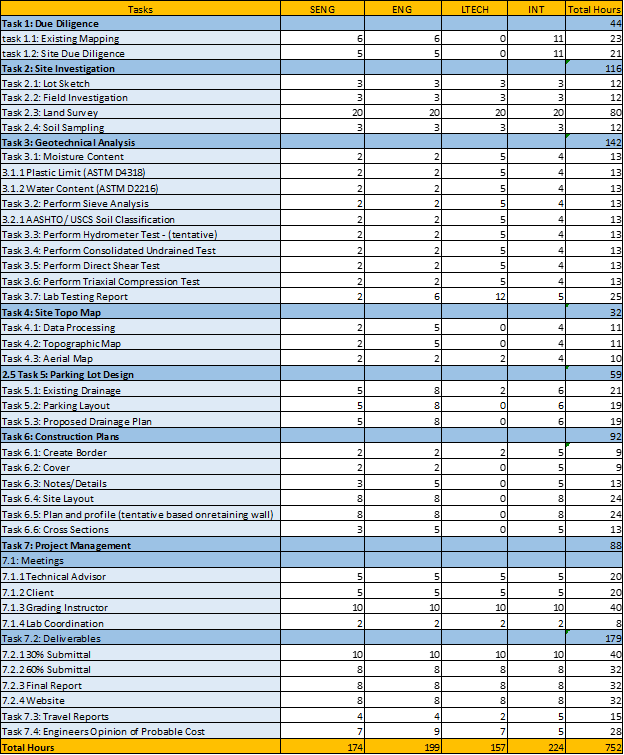 Tasks SENG ENG LTECH INT Total Hours
Task 1: Due Diligence 44
task 1.1: Existing Mapping 6 6 0 11 23
task 1.2: Site Due Diligence 5 5 0 11 21
Task 2: Site Investigation 116
Task 2.1: Lot Sketch 3 3 3 3 12
Task 2.2: Field Investigation 3 3 3 3 12
Task 2.3: Land Survey 20 20 20 20 80
Task 2.4: Soil Sampling 3 3 3 3 12
Task 3: Geotechnical Analysis 142
Task 3.1: Moisture Content 2 2 5 4 13
3.1.1 Plastic Limit (ASTM D4318) 2 2 5 4 13
3.1.2 Water Content (ASTM D2216) 2 2 5 4 13
Task 3.2: Perform Sieve Analysis 2 2 5 4 13
3.2.1 AASHTO/ USCS Soil Classification 2 2 5 4 13
Task 3.3: Perform Hydrometer Test - (tentative) 2 2 5 4 13
Task 3.4: Perform Consolidated Undrained Test 2 2 5 4 13
Task 3.5: Perform Direct Shear Test 2 2 5 4 13
Task 3.6: Perform Triaxial Compression Test 2 2 5 4 13
Task 3.7: Lab Testing Report 2 6 12 5 25
Task 4: Site Topo Map 32
Task 4.1: Data Processing 2 5 0 4 11
Task 4.2: Topographic Map 2 5 0 4 11
Task 4.3: Aerial Map 2 2 2 4 10
2.5 Task 5: Parking Lot Design 59
Task 5.1: Existing Drainage 5 8 2 6 21
Task 5.2: Parking Layout 5 8 0 6 19
Task 5.3: Proposed Drainage Plan 5 8 0 6 19
Task 6: Construction Plans 92
Task 6.1: Create Border 2 2 2 5 9
Task 6.2: Cover 2 2 0 5 9
Task 6.3: Notes/Details 3 5 0 5 13
Task 6.4: Site Layout 8 8 0 8 24
Task 6.5: Plan and profile (tentative based onretaining wall) 8 8 0 8 24
Task 6.6: Cross Sections 3 5 0 5 13
Task 7: Project Management 88
7.1: Meetings
7.1.1 Technical Advisor 5 5 5 5 20
7.1.2 Client 5 5 5 5 20
7.1.3 Grading Instructor 10 10 10 10 40
7.1.4 Lab Coordination 2 2 2 2 8
Task 7.2: Deliverables 179
7.2.1 30% Submittal 10 10 10 10 40
7.2.2 60% Submittal 8 8 8 8 32
7.2.3 Final Report 8 8 8 8 32
7.2.4 Website 8 8 8 8 32
Task 7.3: Travel Reports 4 4 2 5 15
Task 7.4: Engineers Opinion of Probable Cost 7 9 7 5 28
Total Hours 174 199 157 224 752